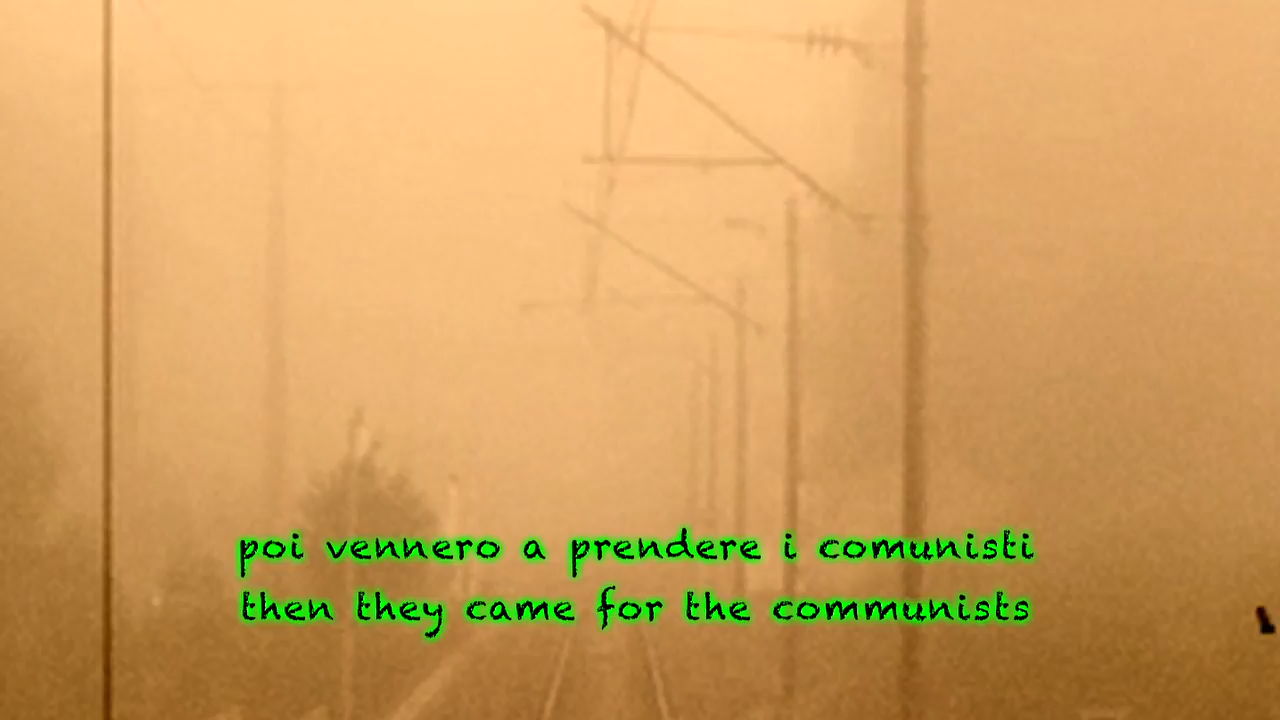 poi vennero a prendere i comunisti
then they came for the communists